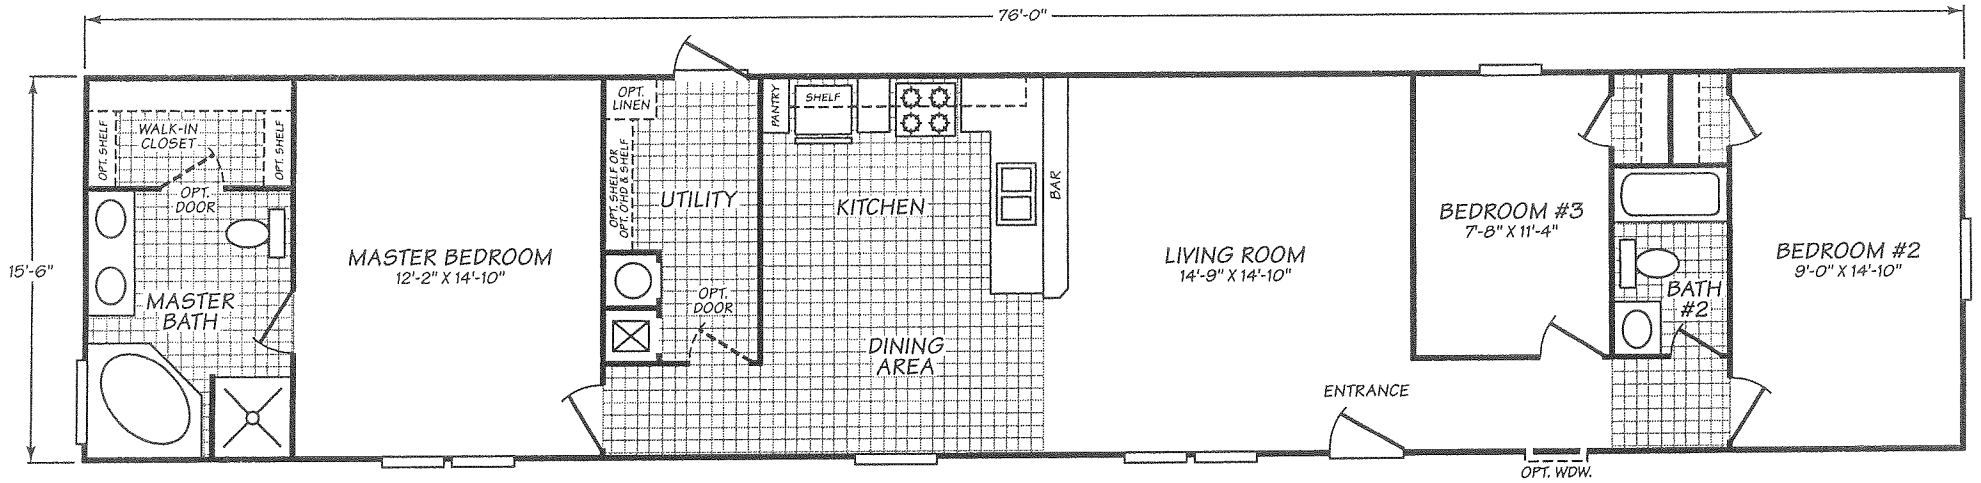 76'-0"
15'-6"
OPT. SHELF
WALK-IN
CLOSET
OPT. SHELF
OPT.
DOOR
MASTER
BATH
MASTER BEDROOM
12'-2" X 14'-10"
OPT.
LINEN
OPT. SHELF OR
OPT. O'HD & SHELF
UTILITY
OPT.
DOOR
PANTRY
SHELF
KITCHEN
BAR
DINING
AREA
LIVING ROOM
14'-9" X 14'-10"
ENTRANCE
BEDROOM #3
7'-8" X 11'-4"
BATH
#2
BEDROOM #2
9'-0" X 14'-10"
OPT. WDW.